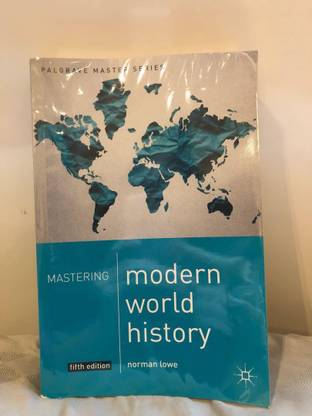 PALGRAVE MASTER SERIES
MASTERING
modern
world
history
fifth edition
norman lowe